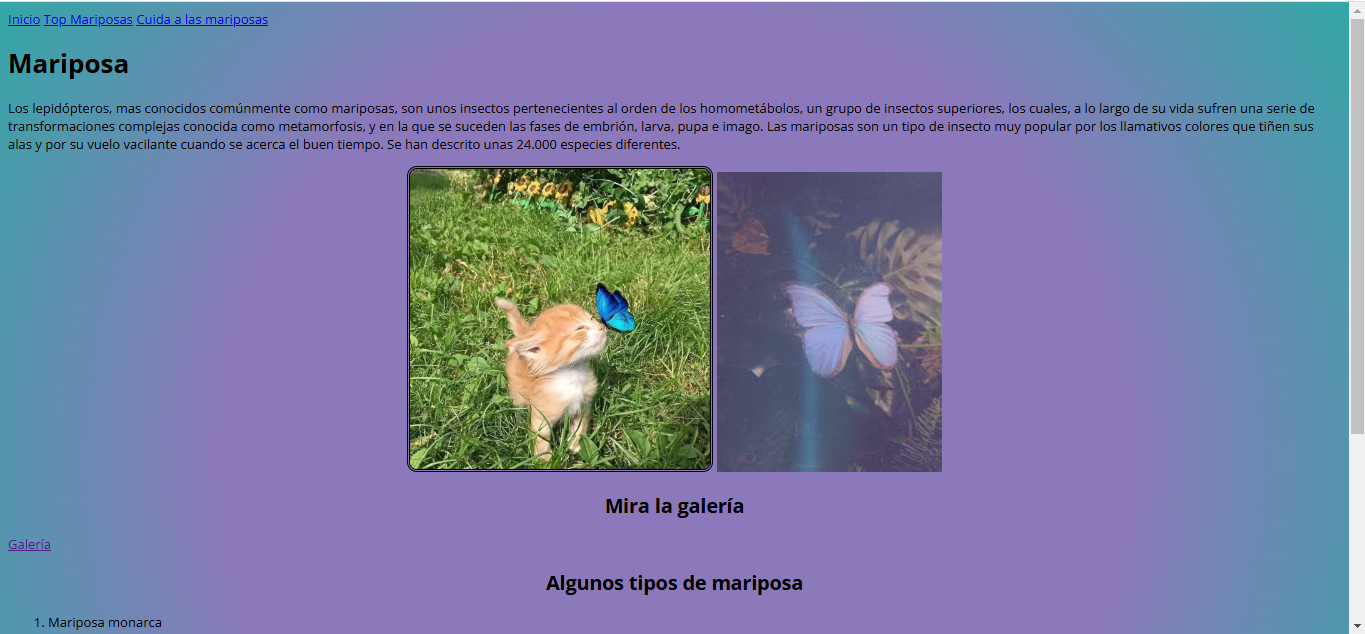 Inicio Top Mariposas Cuida a las mariposas
Mariposa
Los lepidópteros, mas conocidos comúnmente como mariposas, son unos insectos pertenecientes al orden de los homometábolos, un grupo de insectos superiores, los cuales, a lo largo de su vida sufren una serie de
transformaciones complejas conocida como metamorfosis, y en la que se suceden las fases de embrión, larva, pupa e imago. Las mariposas son un tipo de insecto muy popular por los llamativos colores que tiñen sus
alas y por su vuelo vacilante cuando se acerca el buen tiempo. Se han descrito unas 24.000 especies diferentes.
Mira la galería
Galería
Algunos tipos de mariposa
1. Mariposa monarca